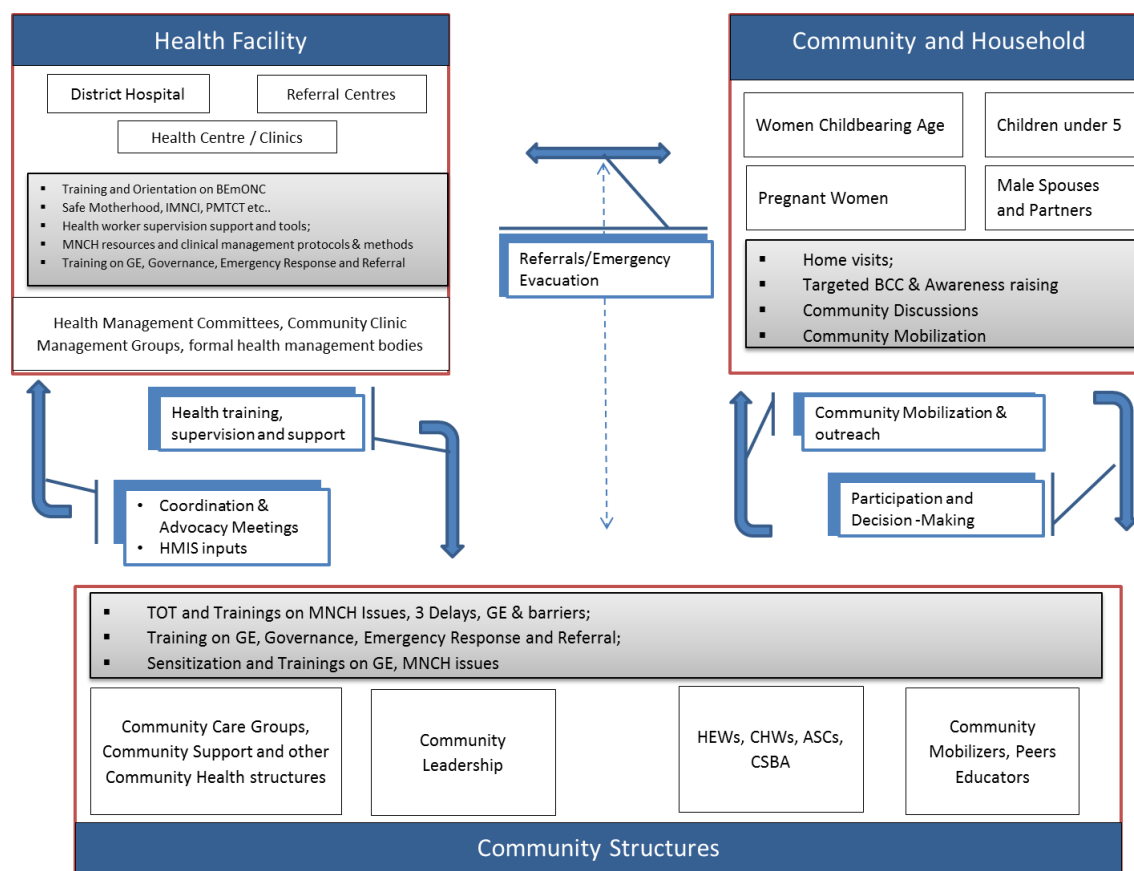 Health Facility
District Hospital
Referral Centres
Health Centre / Clinics
▪ Training and Orientation on BEmONC
▪ Safe Motherhood, IMNCI, PMTCT etc..
▪ Health worker supervision support and tools;
▪ MNCH resources and clinical management protocols & methods
▪ Training on GE, Governance, Emergency Response and Referral
Health Management Committees, Community Clinic
Management Groups, formal health management bodies
Referrals/Emergency
Evacuation
Community and Household
Women Childbearing Age
Children under 5
Pregnant Women
Male Spouses
and Partners
▪ Home visits;
▪ Targeted BCC & Awareness raising
▪ Community Discussions
▪ Community Mobilization
Health training,
supervision and support
• Coordination &
Advocacy Meetings
• HMIS inputs
Community Mobilization &
outreach
Participation and
Decision -Making
▪ TOT and Trainings on MNCH Issues, 3 Delays, GE & barriers;
▪ Training on GE, Governance, Emergency Response and Referral;
▪ Sensitization and Trainings on GE, MNCH issues
Community Care Groups,
Community Support and other
Community Health structures
Community
Leadership
HEWs, CHWs, ASCs,
CSBA
Community
Mobilizers, Peers
Educators
Community Structures